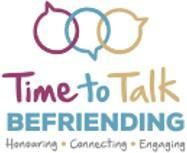 Time to Talk
BEFRIENDING
Honouring • Connecting • Engaging